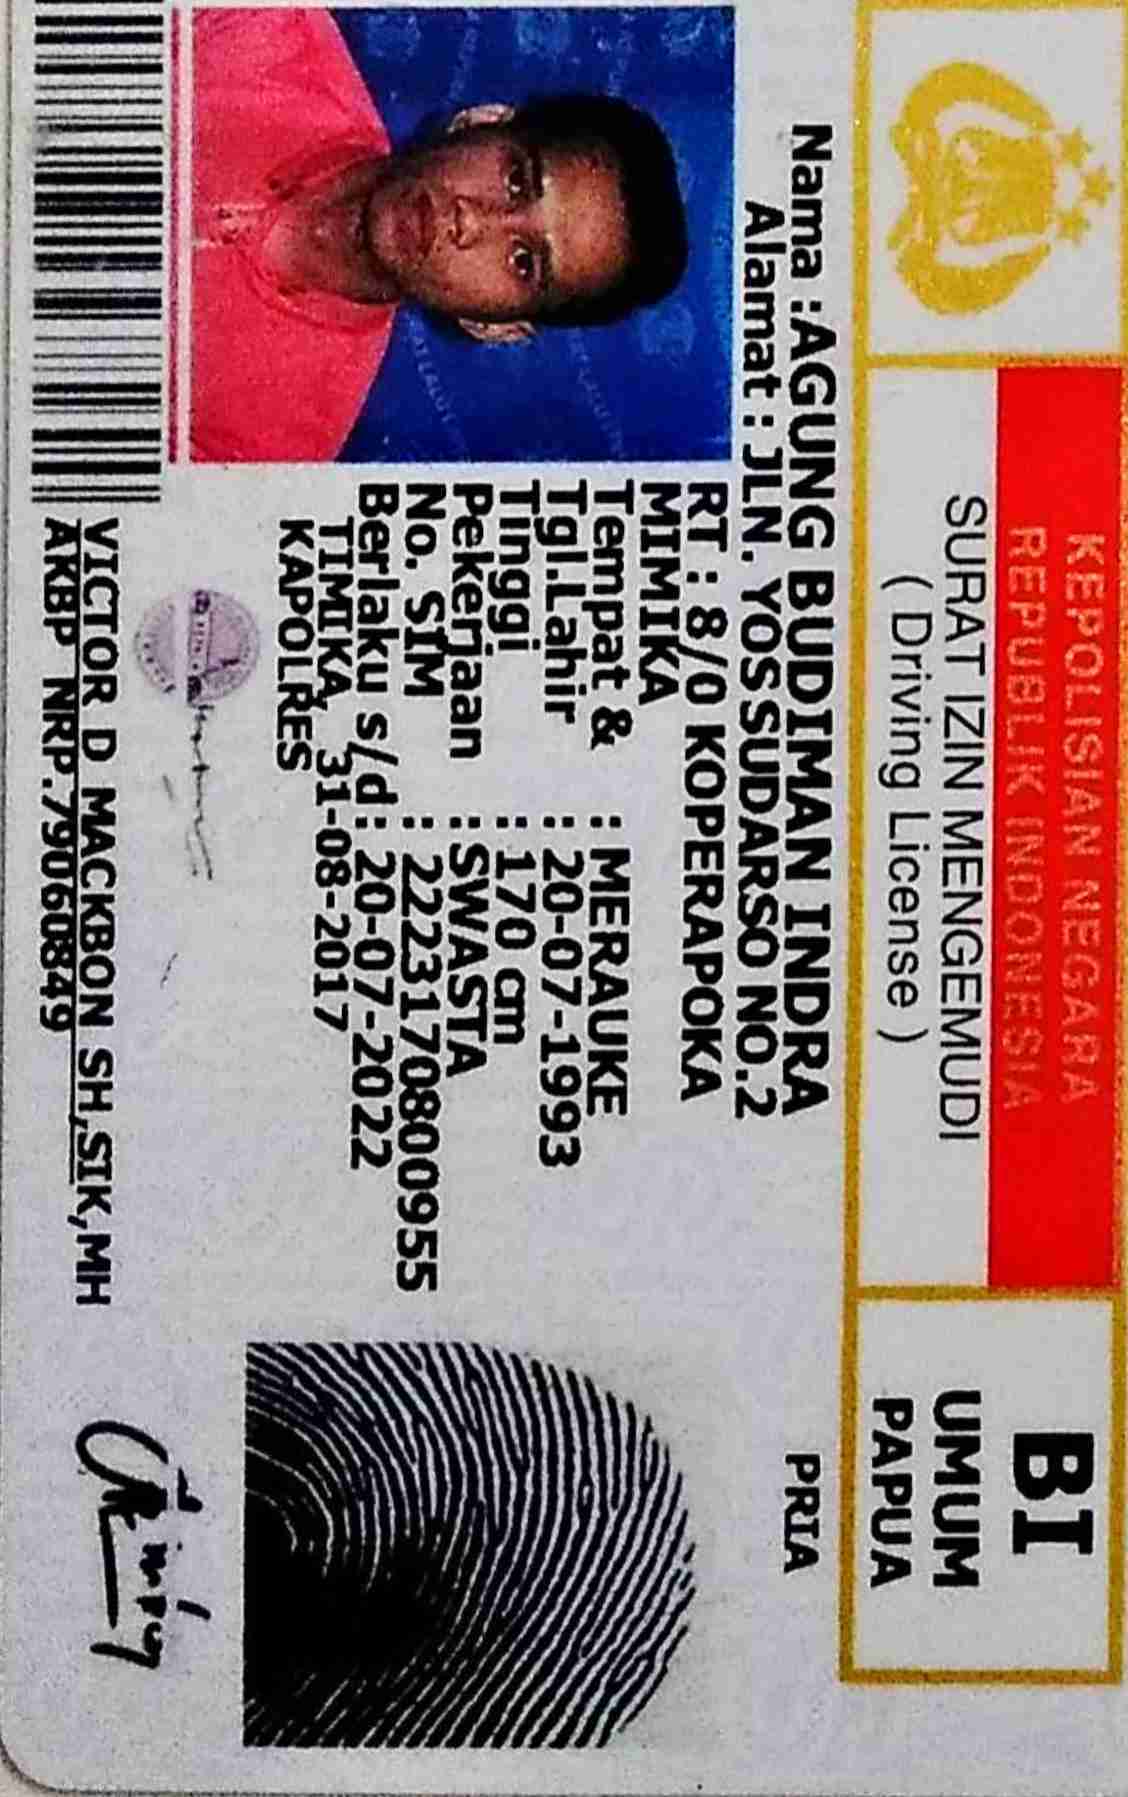 KEPOLISIAN NEGARA
REPUBLIK INDONESIA
SURAT IZIN MENGEMUDI
( Driving License )
BI
UMUM
PAPUA
Nama :AGUNG BUDIMAN INDRA
PRIA
Alamat : JLN. YOSSUDARSO NO.2
RT : 8/0 KOPERAPOKA
MIMIKA
Tempat & : MERAUKE
Tgl.Lahir : 20-07-1993
Tinggi : 170 cm
Pekerjaan : SWASTA
No. SIM : 2223170800955
Berlaku s/d : 20-07-2022
TIMIKA, 31-08-2017
KAPOLRES
VICTOR D MACKBON SH,SIK,MH
AKBP NRP.79060849